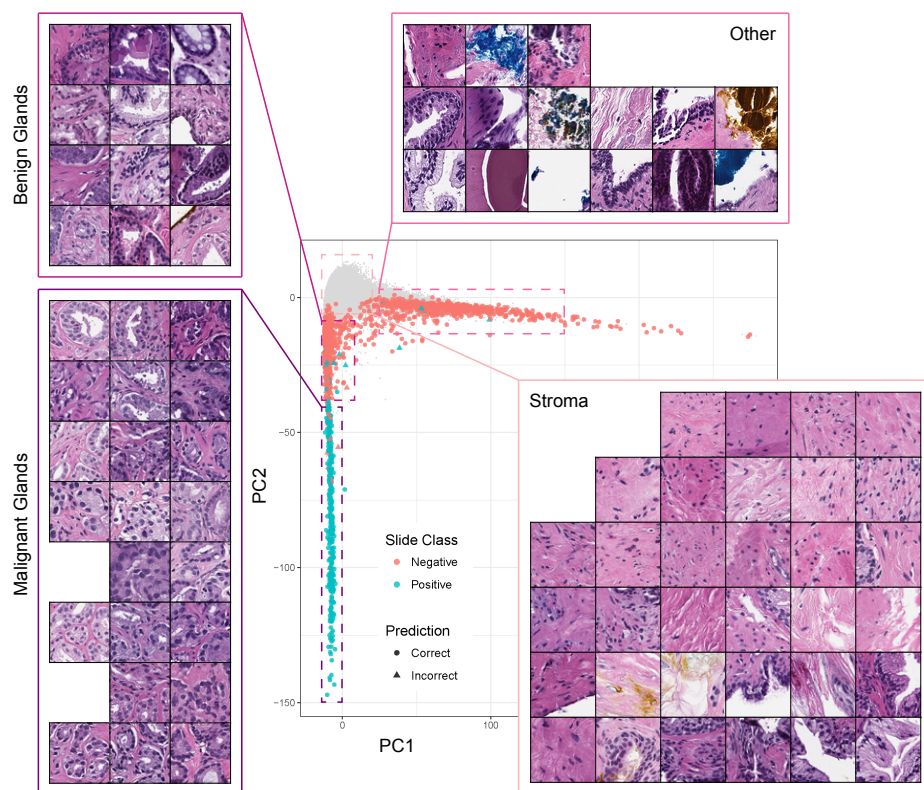 Benign Glands
Other
Malignant Glands
0
−50
−100
−150
PC2
Slide Class
Negative
Positive
Prediction
Correct
Incorrect
0
100
PC1
Stroma